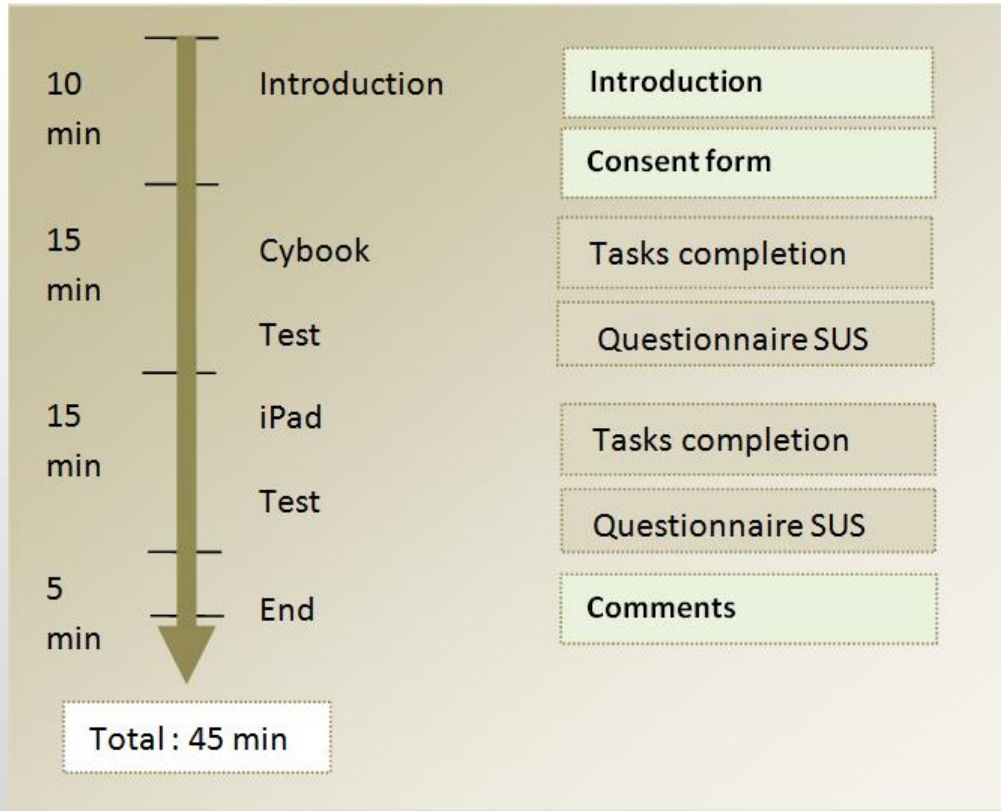 10
min
Introduction
Introduction
Consent form
15
min
Cybook
Test
Tasks completion
Questionnaire SUS
15
min
iPad
Test
Tasks completion
Questionnaire SUS
5
min
End
Comments
Total : 45 min